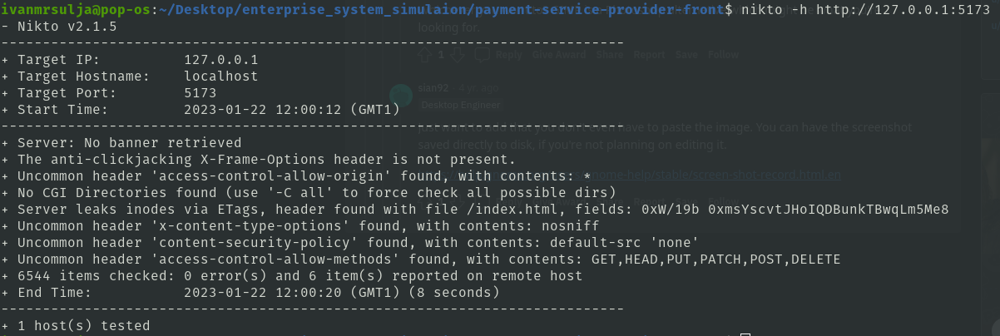 ivanmrsulja@pop-os:~/Desktop/enterprise_system_simulaion/payment-service-provider-front$ nikto -h http://127.0.0.1:5173
- Nikto v2.1.5
looking for.
---------------------------------------------------------------------------
1 Reply Give Award Share Report Save Follow
+ Target IP:          127.0.0.1
+ Target Hostname:    localhost
+ Target Port:        5173
sian92 4 yr. ago
Desktop Engineer
+ Start Time:         2023-01-22 12:00:12 (GMT1)
---------------------------------------------------------------------------
just want to add that you don't even have to paste the image. You can have the screenshot
saved directly to disk, if you're not planning on editing it.
+ Server: No banner retrieved
+ The anti-clickjacking X-Frame-Options header is not present.
+ Uncommon header 'access-control-allow-origin' found, with contents: *
gnome-help/stable/screen-shot-record.html.en
+ No CGI Directories found (use '-C all' to force check all possible dirs)
+ Server leaks inodes via ETags, header found with file /index.html, fields: 0xW/19b 0xmsYscvtJHoIQDBunkTBwqLm5Me8
+ Uncommon header 'x-content-type-options' found, with contents: nosniff
+ Uncommon header 'content-security-policy' found, with contents: default-src 'none'
+ Uncommon header 'access-control-allow-methods' found, with contents: GET,HEAD,PUT,PATCH,POST,DELETE
+ 6544 items checked: 0 error(s) and 6 item(s) reported on remote host
+ End Time:           2023-01-22 12:00:20 (GMT1) (8 seconds)
---------------------------------------------------------------------------
+ 1 host(s) tested